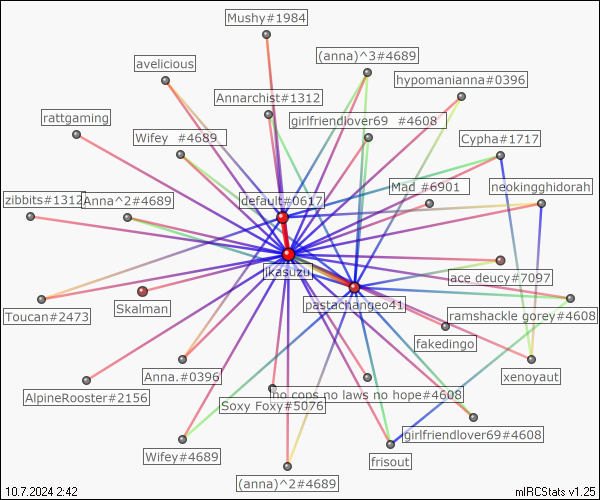 Mushy#1984
(anna)^3#4689
avelicious
hypomanianna#0396
Annarchist#1312
girlfriendlover69 #4608
rattgaming
Wifey #4689
Cypha#1717
Mad #6901
neokingghidorah
zibbits#1312
Anna^2#4689
default#0617
jkasuzu
ace deucy#7097
pastachangeo41
Skalman
Toucan#2473
ramshackle gorey#4608
fakedingo
Anna.#0396
xenoyaut
AlpineRooster#2156
no cops no laws no hope#4608
Soxy Foxy#5076
girlfriendlover69#4608
Wifey#4689
frisout
(anna)^2#4689
10.7.2024 2:42
mIRCStats v1.25